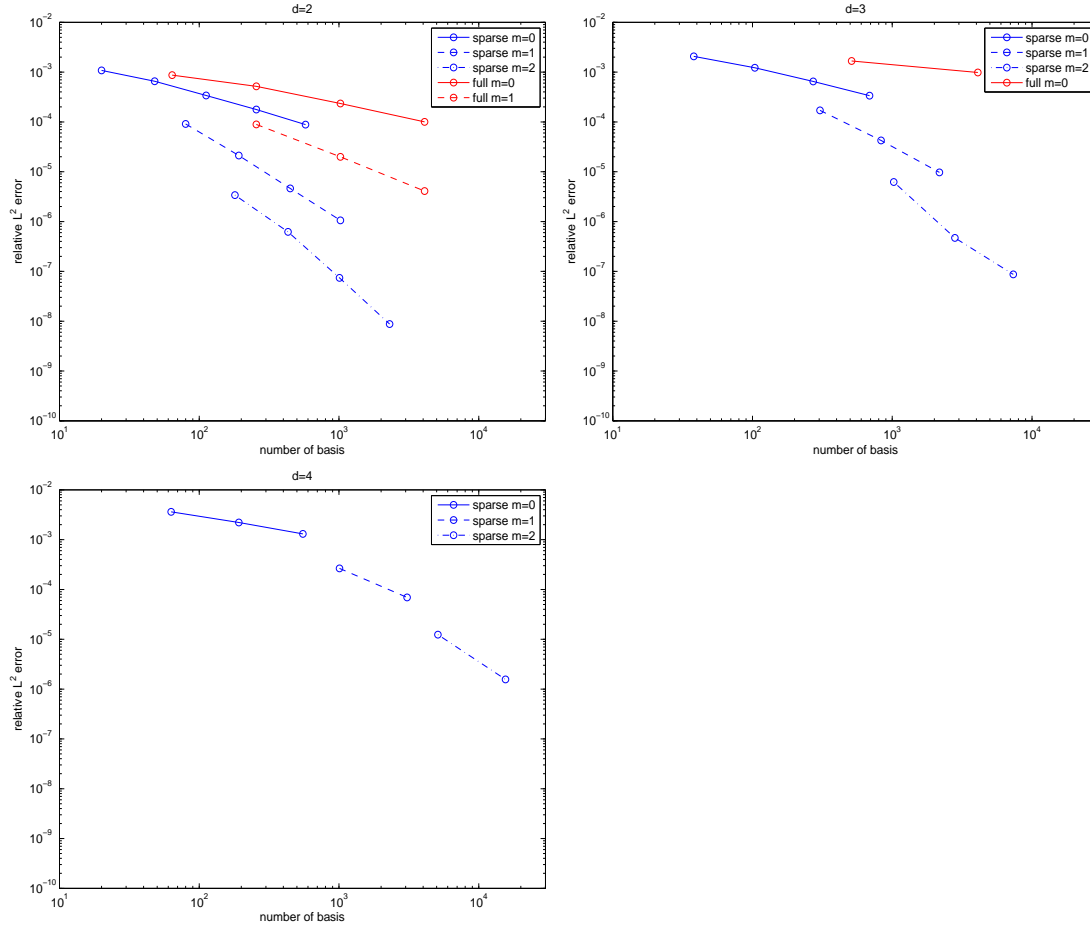 d=2
10^-2
10^-3
10^-4
10^-5
10^-6
10^-7
10^-8
10^-9
10^-10
relative L^2 error
10^1
10^2
10^3
10^4
number of basis
sparse m=0
sparse m=1
sparse m=2
full m=0
full m=1
d=3
10^-2
10^-3
10^-4
10^-5
10^-6
10^-7
10^-8
10^-9
10^-10
relative L^2 error
10^1
10^2
10^3
10^4
number of basis
sparse m=0
sparse m=1
sparse m=2
full m=0
d=4
10^-2
10^-3
10^-4
10^-5
10^-6
10^-7
10^-8
10^-9
10^-10
relative L^2 error
10^1
10^2
10^3
10^4
number of basis
sparse m=0
sparse m=1
sparse m=2